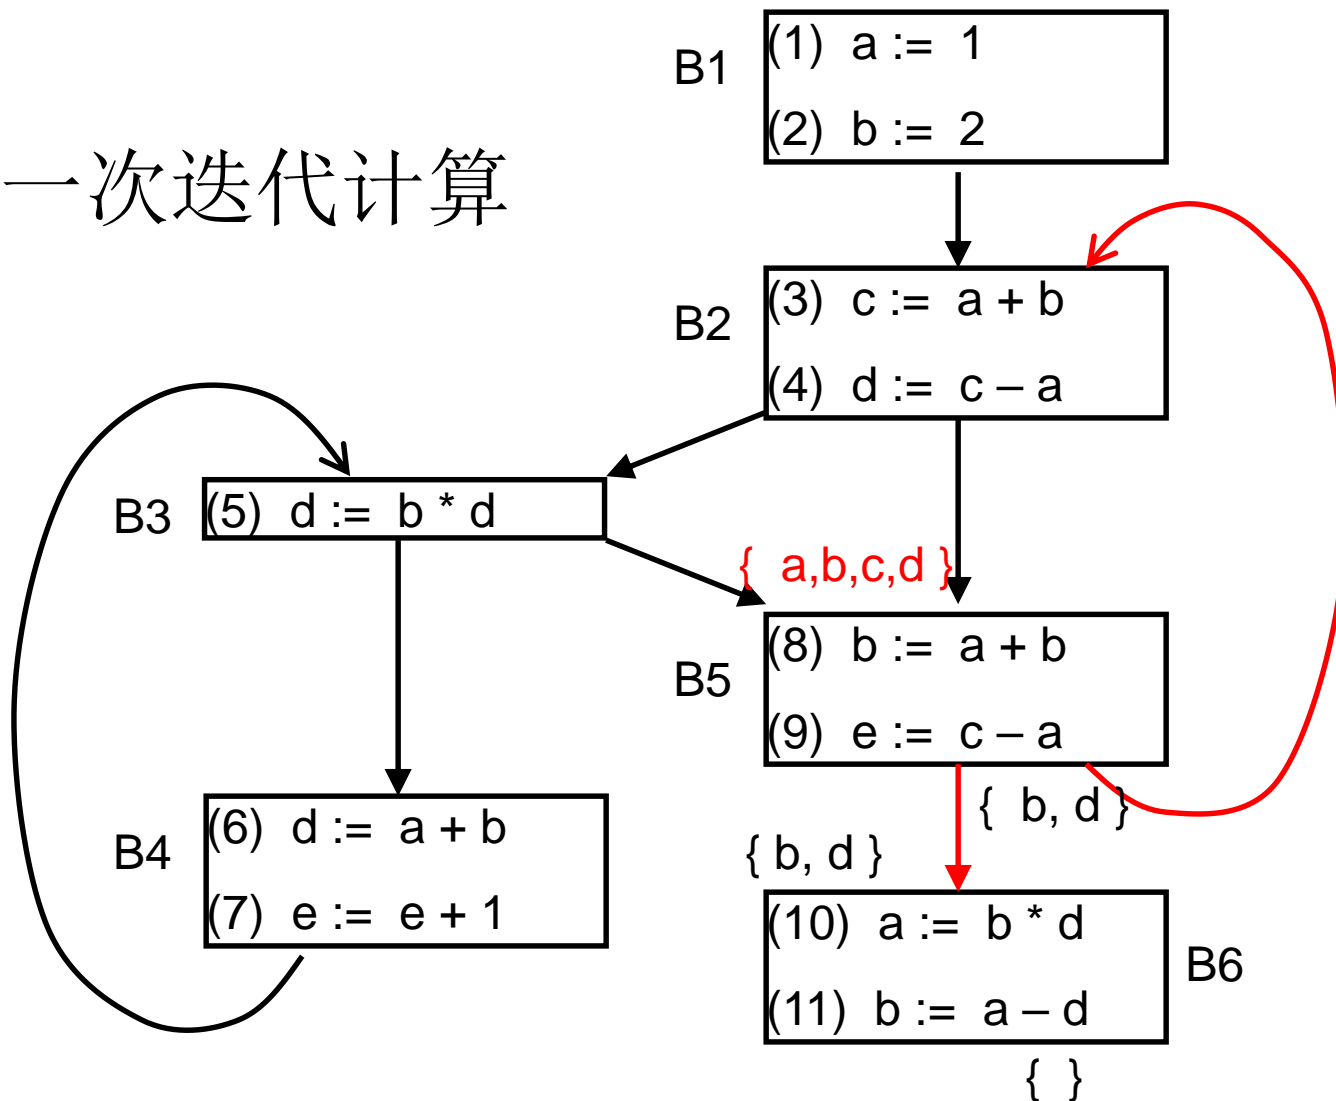 一次迭代计算
B1
(1) a := 1
(2) b := 2
B2
(3) c := a + b
(4) d := c – a
B3
(5) d := b * d
{ a,b,c,d }
B5
(8) b := a + b
(9) e := c – a
{ b, d }
{ b, d }
B4
(6) d := a + b
(7) e := e + 1
(10) a := b * d
(11) b := a – d
B6
{ }